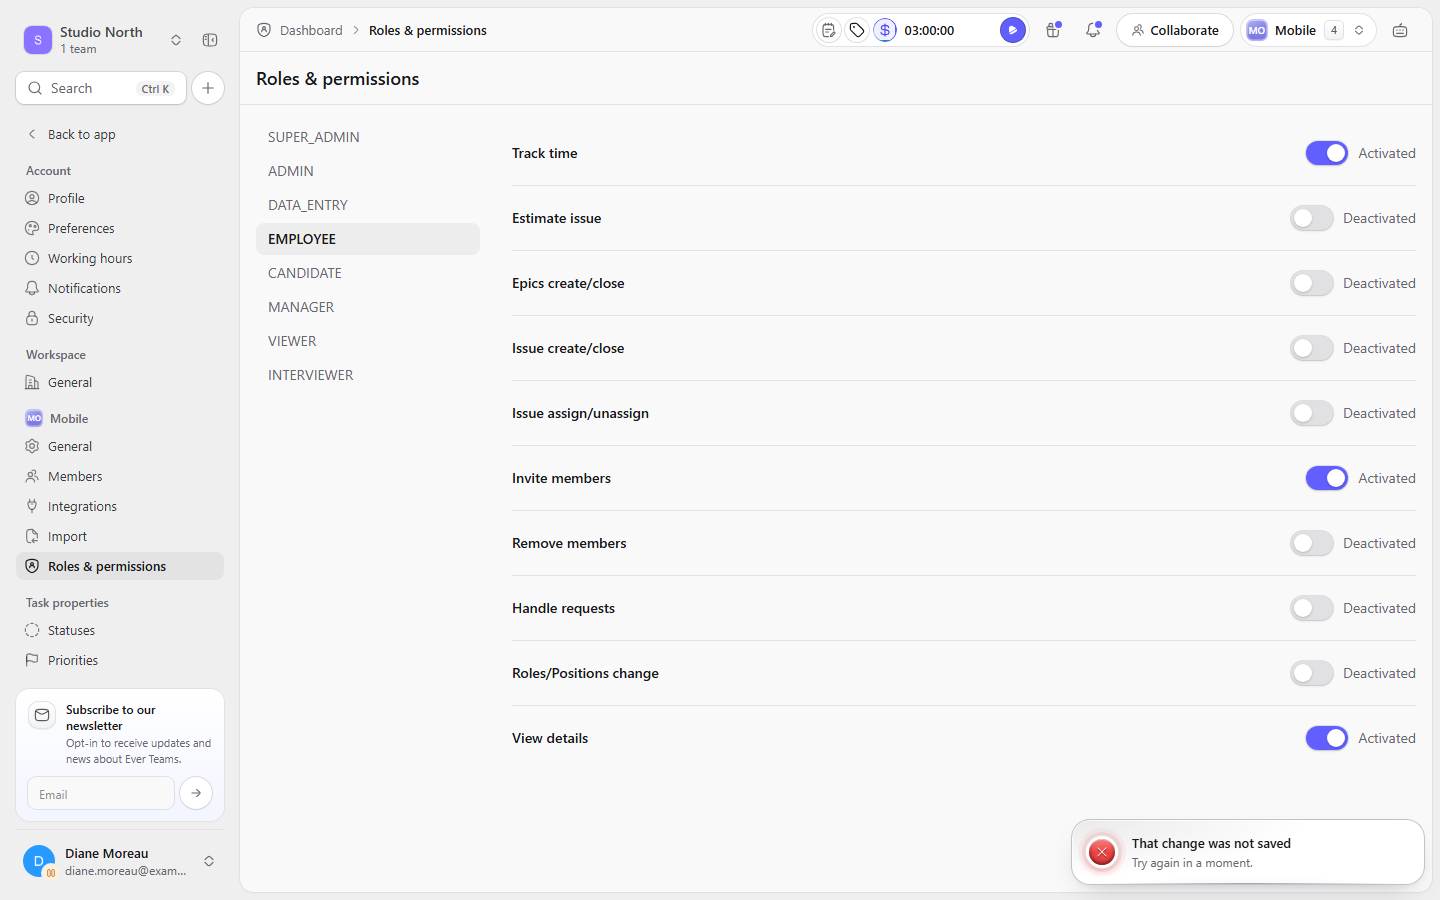 S
Studio North
1 team
Search
Ctrl K
Back to app
Account
Profile
Preferences
Working hours
Notifications
Security
Workspace
General
MO Mobile
General
Members
Integrations
Import
Roles & permissions
Task properties
Statuses
Priorities
Subscribe to our
newsletter
Opt-in to receive updates and
news about Ever Teams.
Email
D
Diane Moreau
diane.moreau@exam...
Dashboard
Roles & permissions
03:00:00
Collaborate
MO Mobile 4
Roles & permissions
SUPER_ADMIN
ADMIN
DATA_ENTRY
EMPLOYEE
CANDIDATE
MANAGER
VIEWER
INTERVIEWER
Track time Activated
Estimate issue Deactivated
Epics create/close Deactivated
Issue create/close Deactivated
Issue assign/unassign Deactivated
Invite members Activated
Remove members Deactivated
Handle requests Deactivated
Roles/Positions change Deactivated
View details Activated
That change was not saved
Try again in a moment.